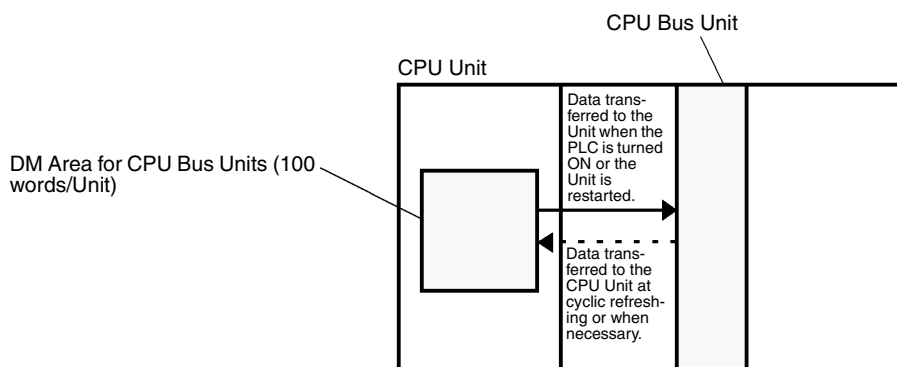 CPU Bus Unit
CPU Unit
Data trans-
ferred to the
Unit when the
PLC is turned
ON or the
Unit is
restarted.
DM Area for CPU Bus Units (100
words/Unit)
Data trans-
ferred to the
CPU Unit at
cyclic refresh-
ing or when
necessary.